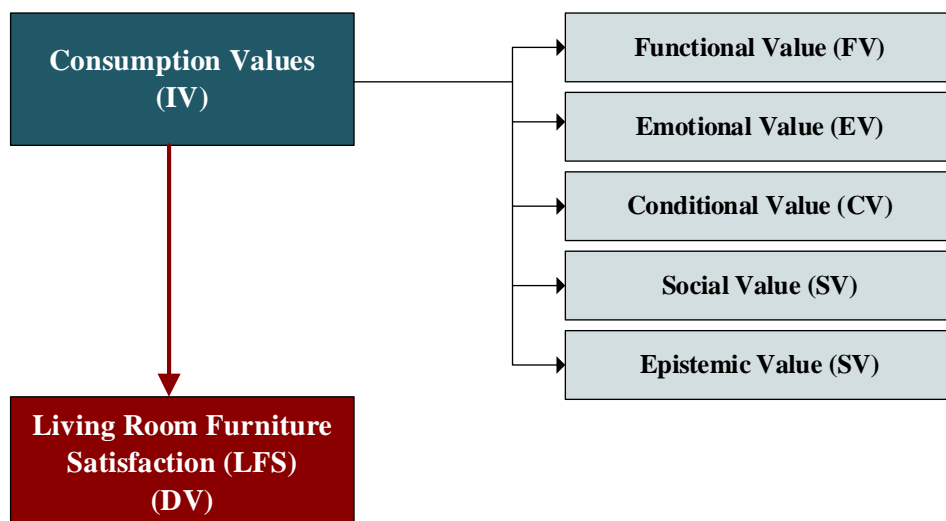 Consumption Values
(IV)
Functional Value (FV)
Emotional Value (EV)
Conditional Value (CV)
Social Value (SV)
Epistemic Value (SV)
Living Room Furniture
Satisfaction (LFS)
(DV)